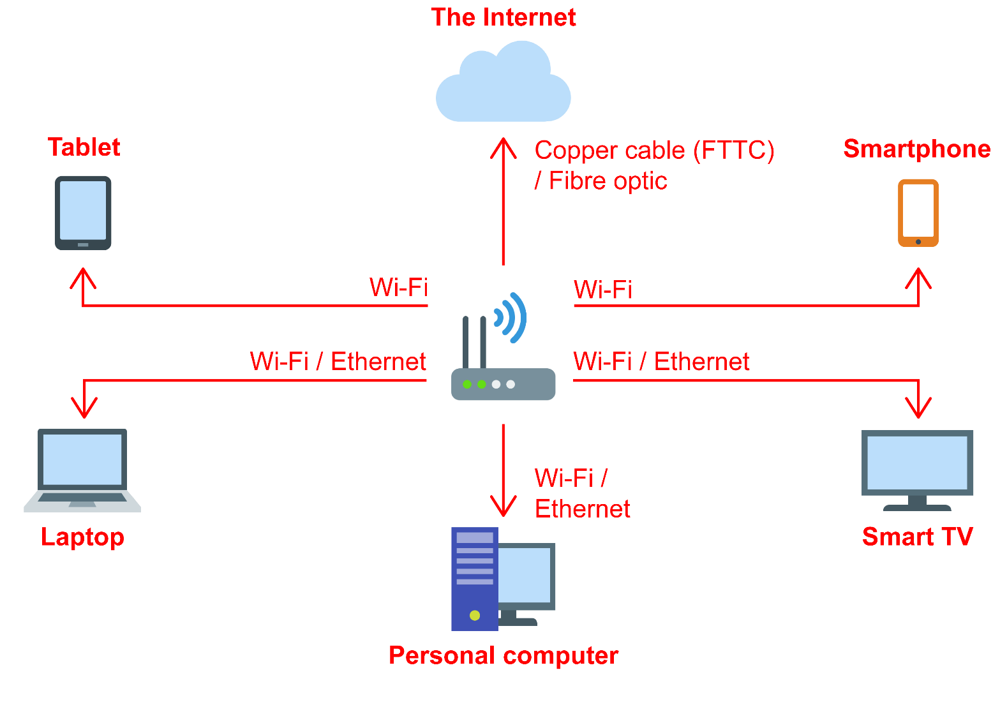 The Internet
Copper cable (FTTC)
/ Fibre optic
Tablet
Smartphone
Wi-Fi
Wi-Fi
Wi-Fi / Ethernet
Wi-Fi / Ethernet
Wi-Fi /
Ethernet
Laptop
Smart TV
Personal computer